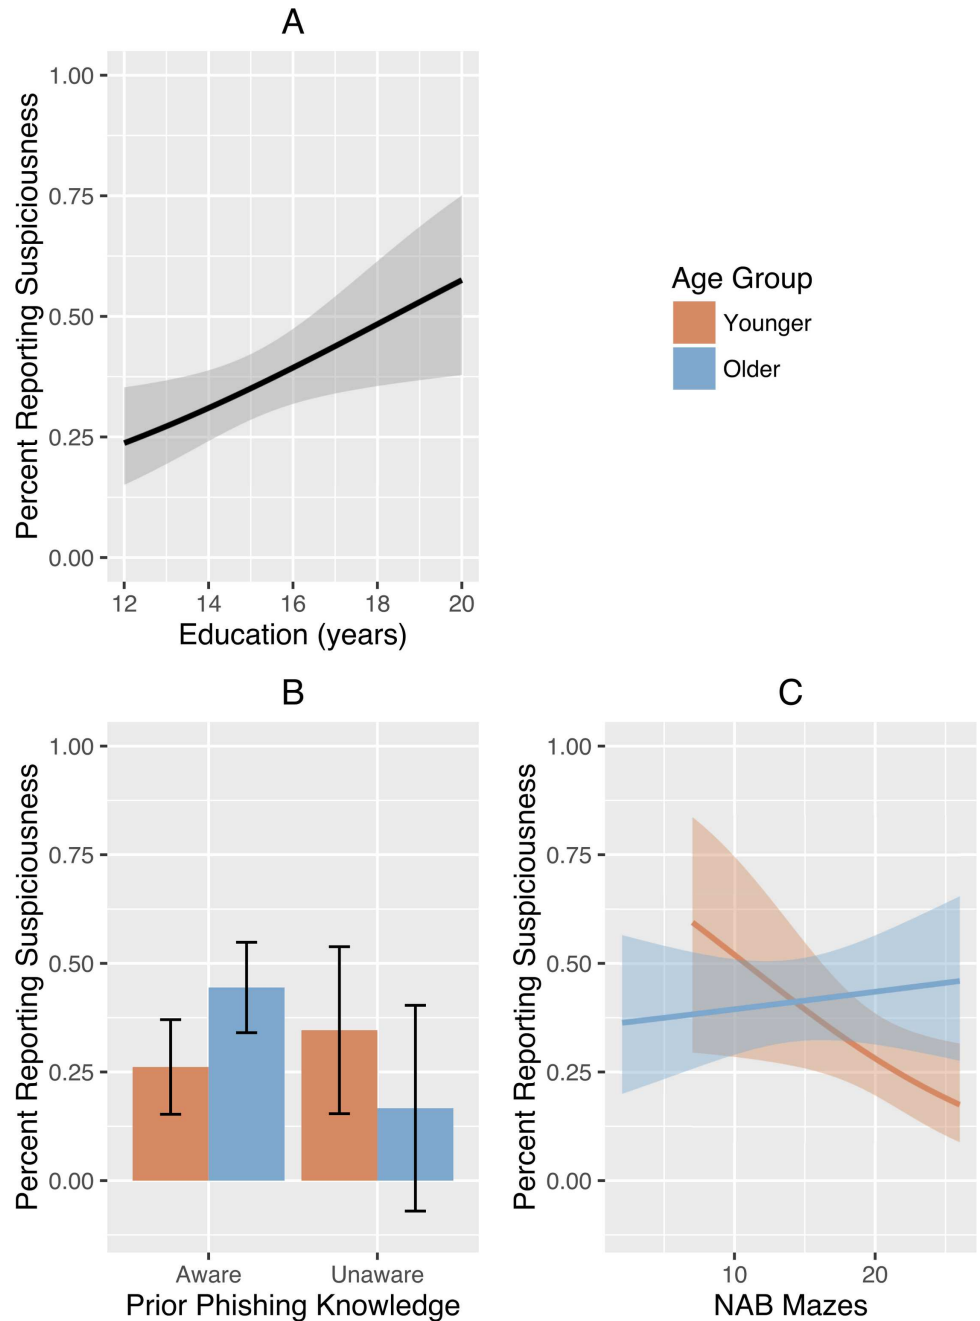 A
Percent Reporting Suspiciousness
1.00
0.75
0.50
0.25
0.00
12 14 16 18 20
Education (years)
Age Group
Younger
Older
B
Percent Reporting Suspiciousness
1.00
0.75
0.50
0.25
0.00
Aware Unaware
Prior Phishing Knowledge
C
Percent Reporting Suspiciousness
1.00
0.75
0.50
0.25
0.00
10 20
NAB Mazes